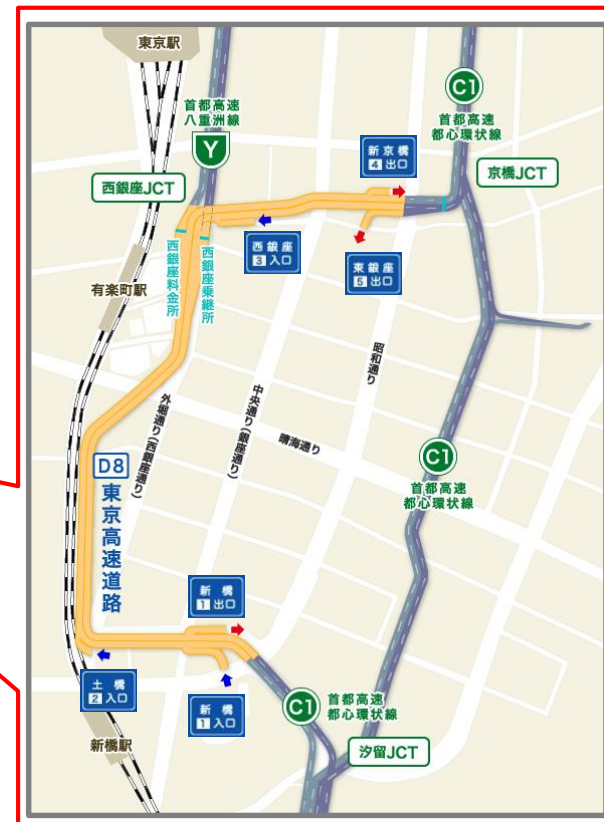 東京駅
首都高速
八重洲線
Y
C1
首都高速
都心環状線
新京橋
4 出口
京橋JCT
西銀座JCT
西銀座
3 入口
東銀座
5 出口
西銀座料金所
西銀座乗継所
有楽町駅
昭和通り
中央通り(銀座通り)
外堀通り(西銀座通り)
晴海通り
C1
首都高速
都心環状線
D8
東京高速道路
新橋
1 出口
土橋
2 入口
新橋
1 入口
C1
首都高速
都心環状線
新橋駅
汐留JCT